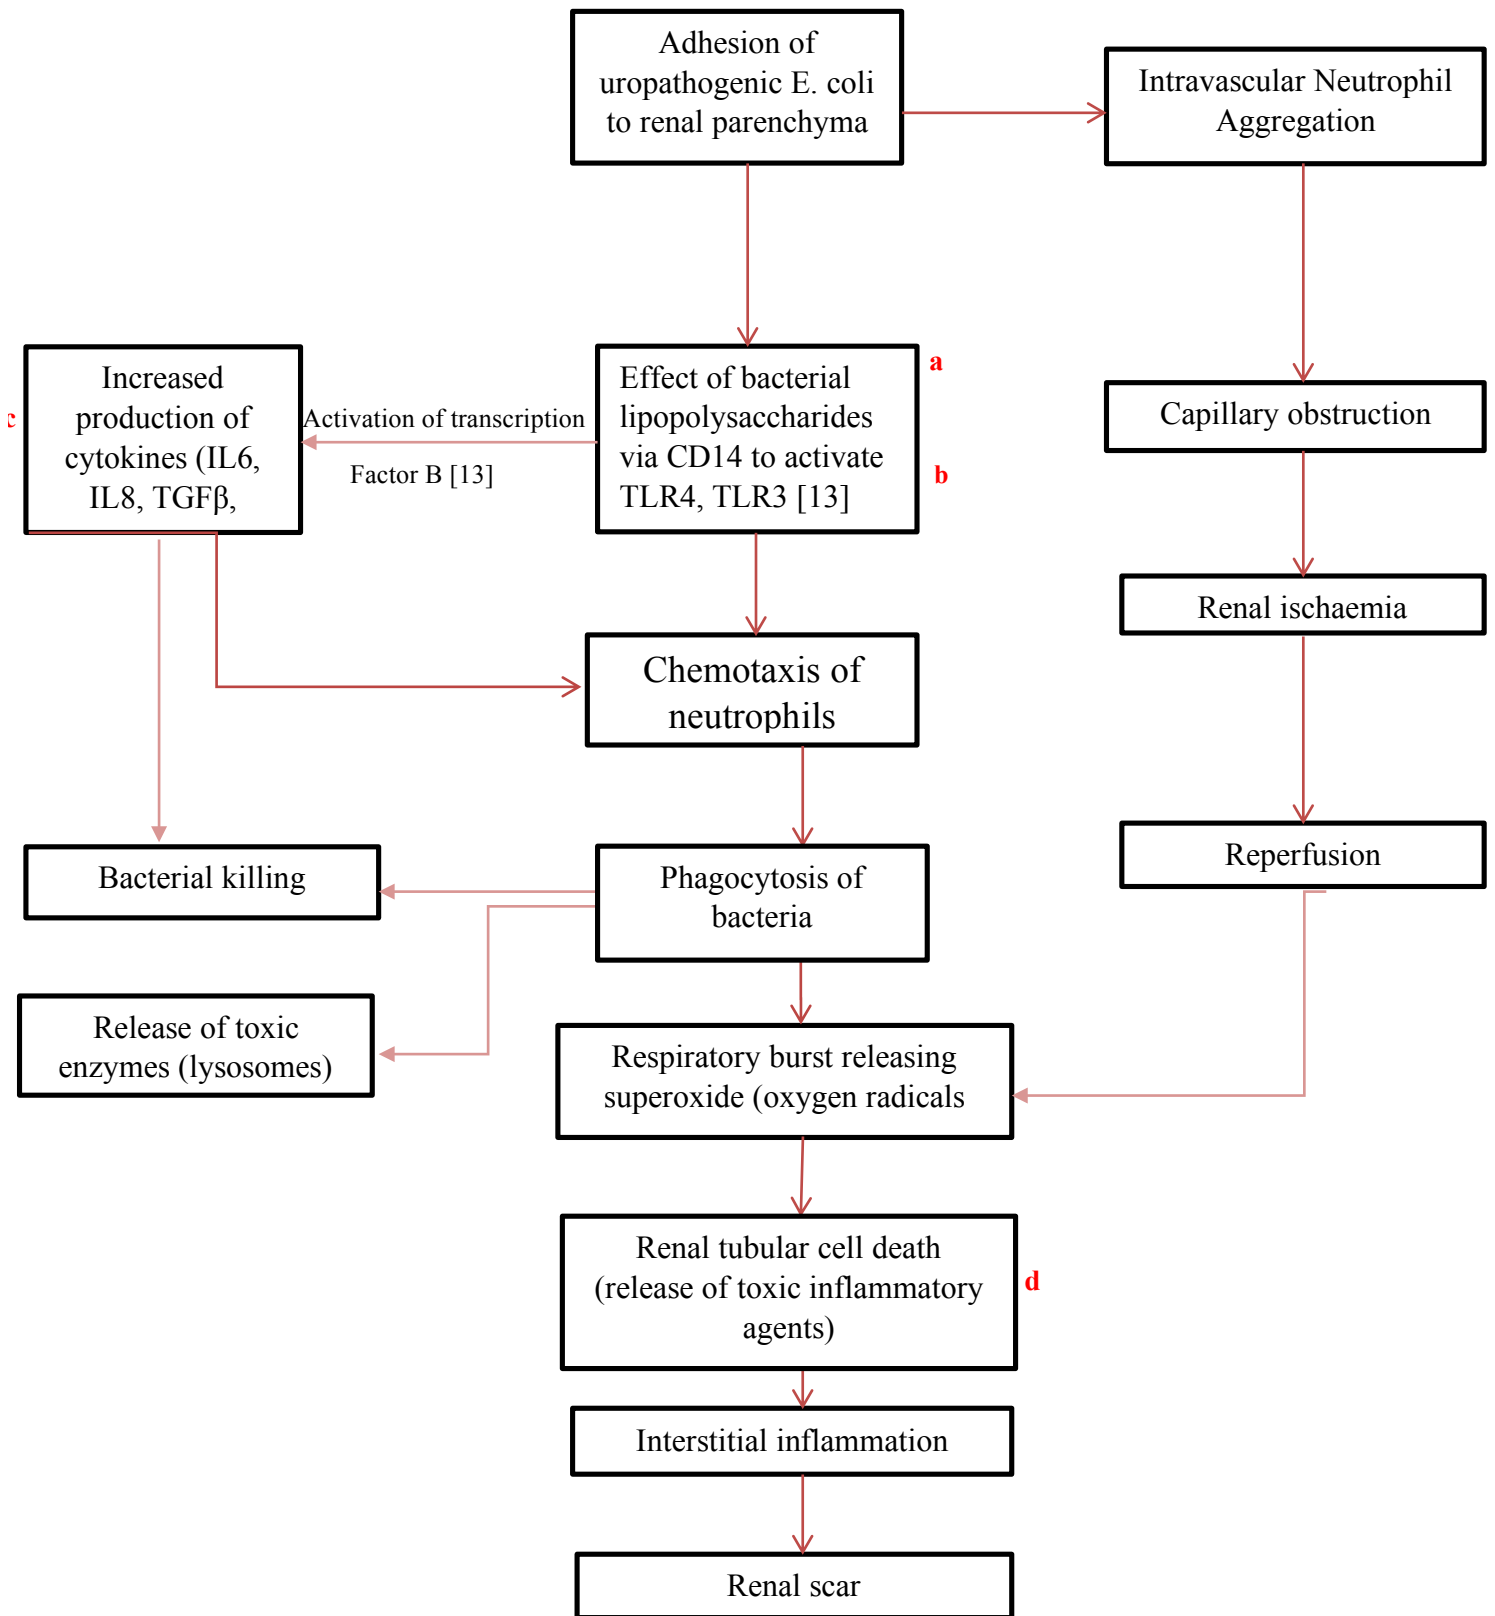 Adhesion of
uropathogenic E. coli
to renal parenchyma
Intravascular Neutrophil
Aggregation
Increased
production of
cytokines (IL6,
IL8, TGFβ,
c
Activation of transcription
Factor B [13]
Effect of bacterial
lipopolysaccharides
via CD14 to activate
TLR4, TLR3 [13]
a
b
Capillary obstruction
Renal ischaemia
Chemotaxis of
neutrophils
Reperfusion
Bacterial killing
Phagocytosis of
bacteria
Release of toxic
enzymes (lysosomes)
Respiratory burst releasing
superoxide (oxygen radicals
Renal tubular cell death
(release of toxic inflammatory
agents)
d
Interstitial inflammation
Renal scar